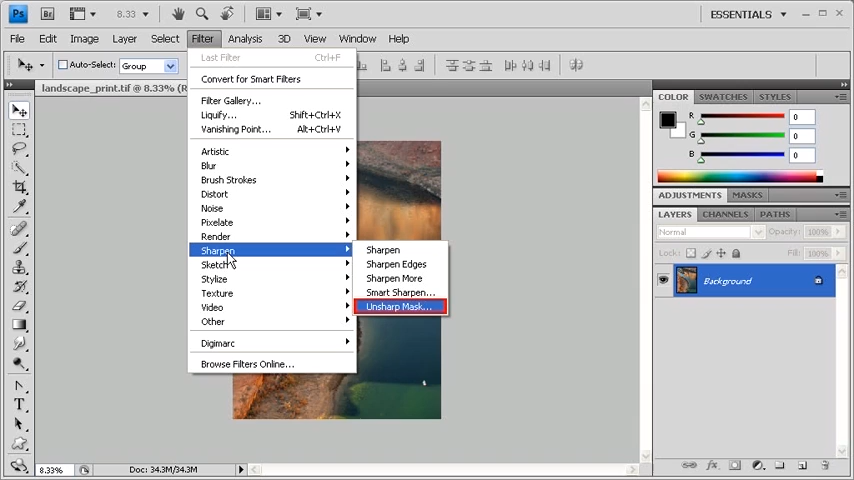 Ps Br 8.33 ESSENTIALS
File Edit Image Layer Select Filter Analysis 3D View Window Help
Auto-Select: Group
landscape_print.tif @ 8.33% (R
Last Filter Ctrl+F
Convert for Smart Filters
Filter Gallery...
Liquify... Shift+Ctrl+X
Vanishing Point... Alt+Ctrl+V
Artistic
Blur
Brush Strokes
Distort
Noise
Pixelate
Render
Sharpen
Sketch
Stylize
Texture
Video
Other
Digimarc
Browse Filters Online...
Sharpen
Sharpen Edges
Sharpen More
Smart Sharpen...
Unsharp Mask...
COLOR SWATCHES STYLES
R 0
G 0
B 0
ADJUSTMENTS MASKS
LAYERS CHANNELS PATHS
Normal Opacity: 100%
Lock: Fill: 100%
Background
8.33% Doc: 34.3M/34.3M